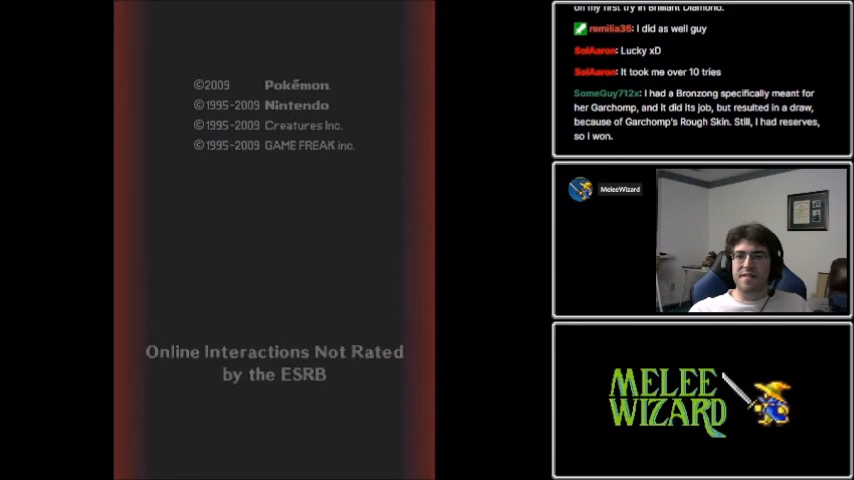 ©2009 Pokémon.
©1995-2009 Nintendo
©1995-2009 Creatures Inc.
©1995-2009 GAME FREAK inc.
Online Interactions Not Rated
by the ESRB
on my first try in Brilliant Diamond.
remilia36: I did as well guy
SolAaron: Lucky xD
SolAaron: It took me over 10 tries
SomeGuy712x: I had a Bronzong specifically meant for
her Garchomp, and it did its job, but resulted in a draw,
because of Garchomp's Rough Skin. Still, I had reserves,
so I won.
MeleeWizard
MELEE
WIZARD